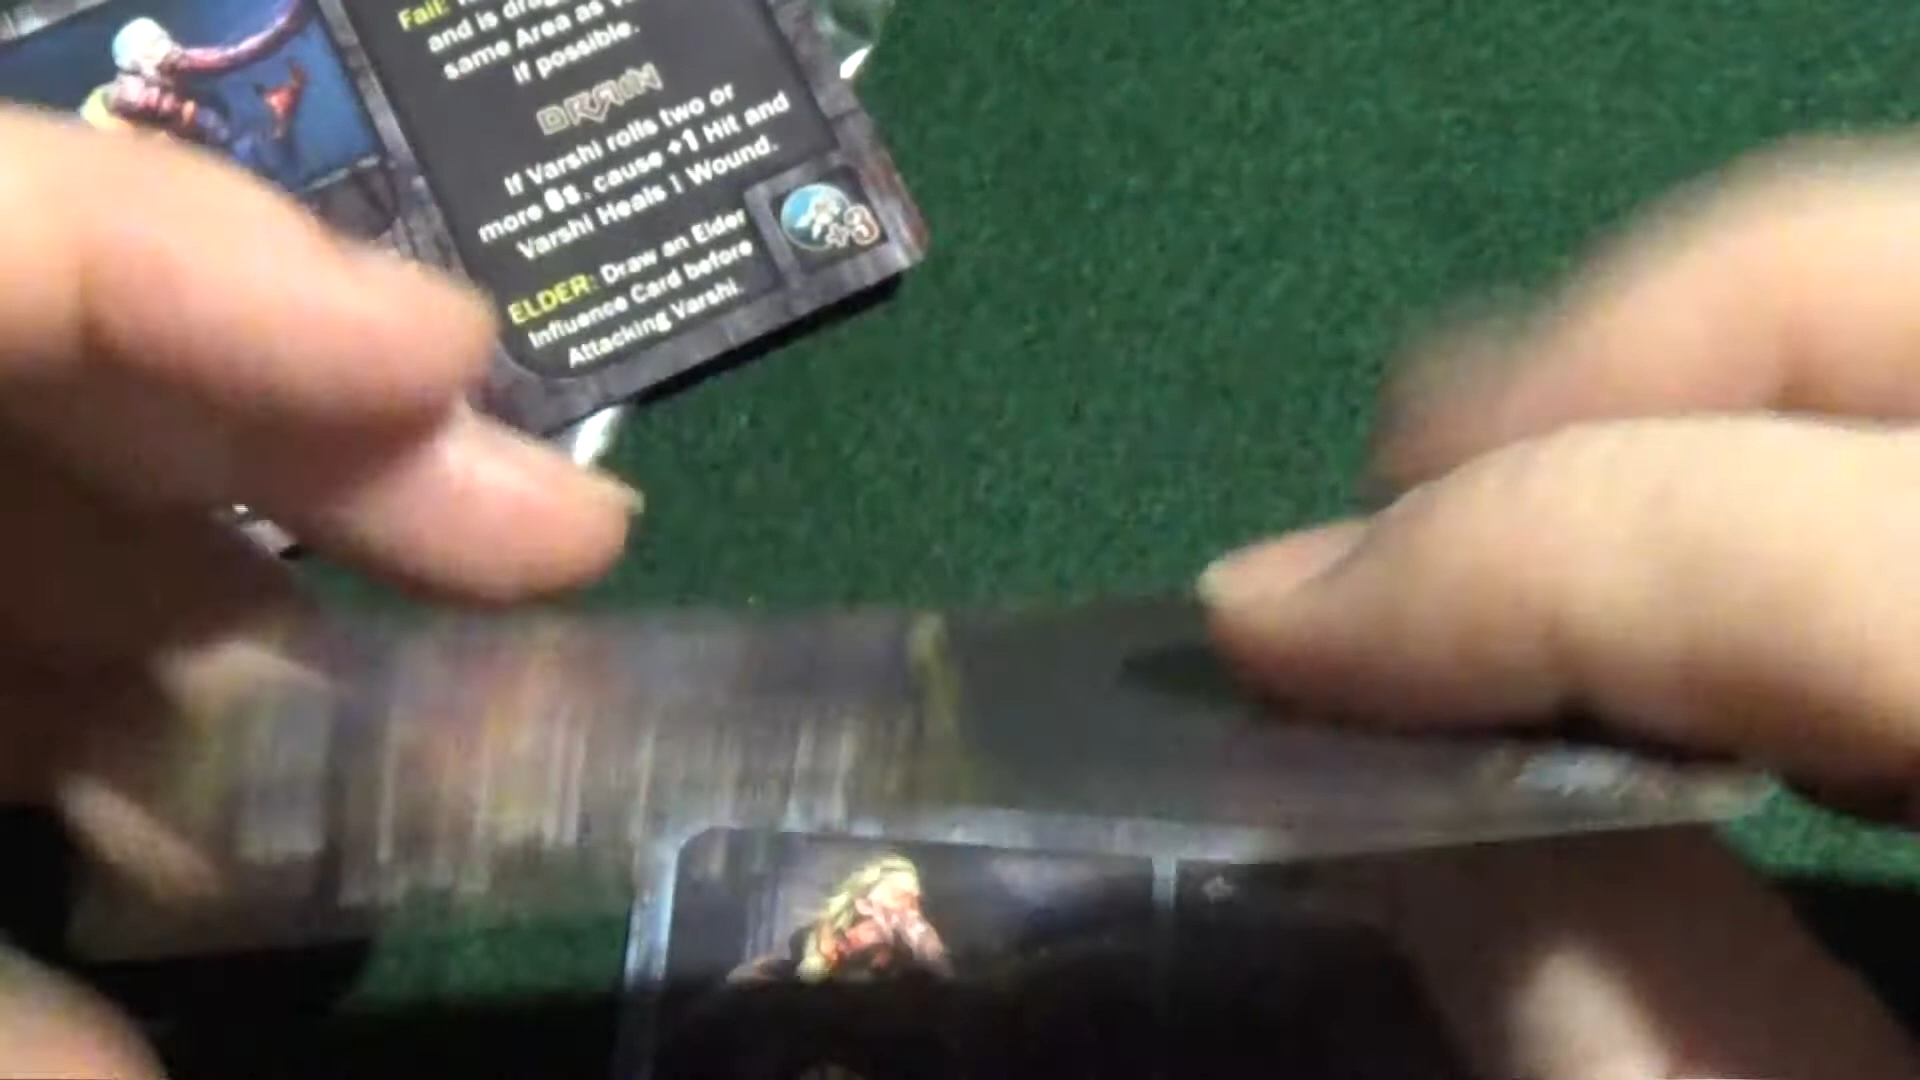 Fail:
and is
same Area as
if possible.
DRAIN
If Varshi rolls two or
more 6s, cause +1 Hit and
Varshi Heals 1 Wound.
ELDER: Draw an Elder
Influence Card before
Attacking Varshi.
+3